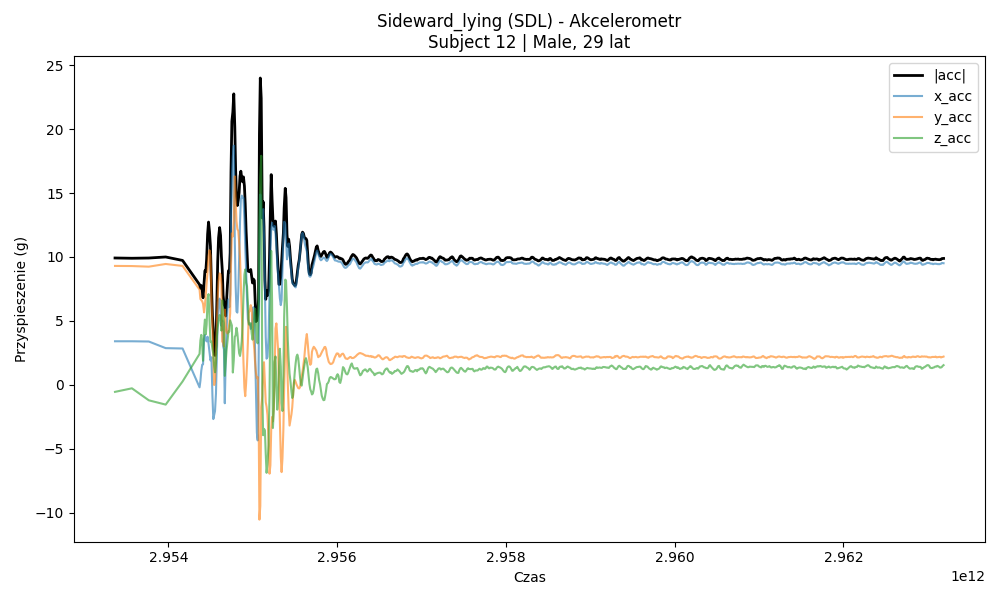 Sideward_lying (SDL) - Akcelerometr
Subject 12 | Male, 29 lat
25
20
15
10
5
0
−5
−10
Przyspieszenie (g)
|acc|
x_acc
y_acc
z_acc
2.954
2.956
2.958
2.960
2.962
1e12
Czas